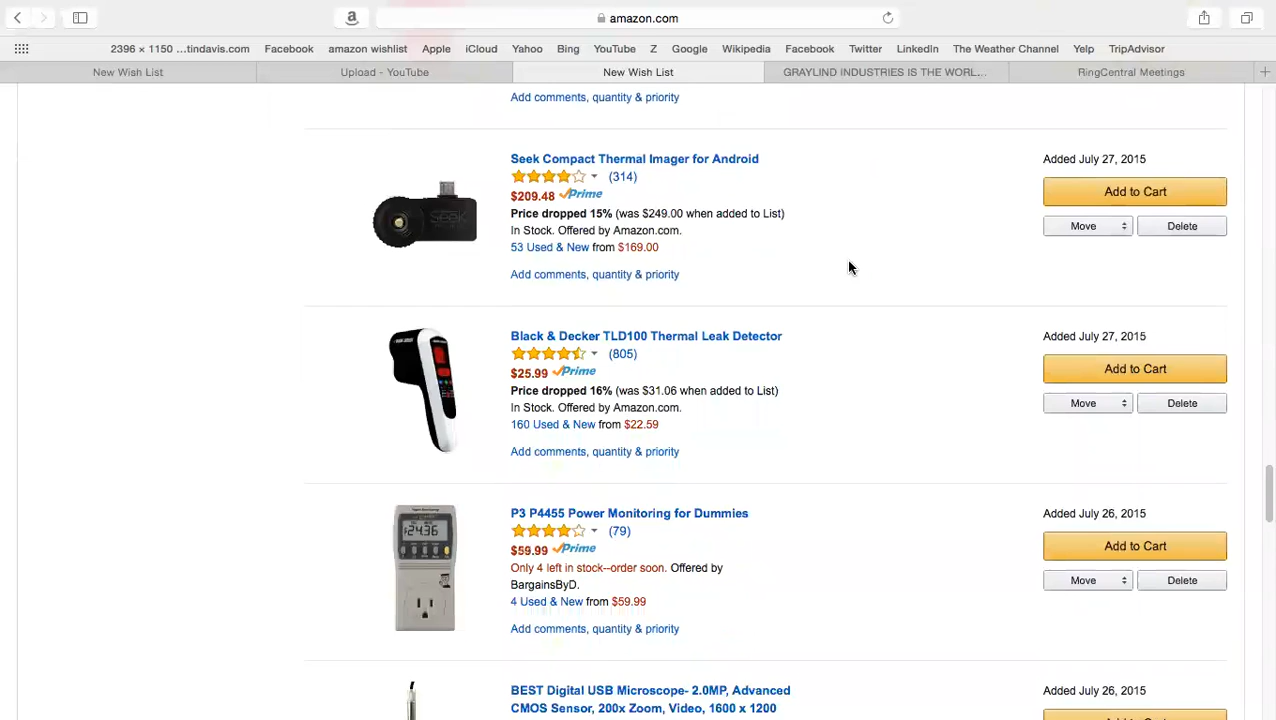 amazon.com
2396 × 1150 ...tindavis.com Facebook amazon wishlist Apple iCloud Yahoo Bing YouTube Z Google Wikipedia Facebook Twitter LinkedIn The Weather Channel Yelp TripAdvisor
New Wish List Upload - YouTube New Wish List GRAYLIND INDUSTRIES IS THE WORL... RingCentral Meetings
Add comments, quantity & priority
Seek Compact Thermal Imager for Android
(314)
$209.48 Prime
Price dropped 15% (was $249.00 when added to List)
In Stock. Offered by Amazon.com.
53 Used & New from $169.00
Add comments, quantity & priority
Added July 27, 2015
Add to Cart
Move Delete
Black & Decker TLD100 Thermal Leak Detector
(805)
$25.99 Prime
Price dropped 16% (was $31.06 when added to List)
In Stock. Offered by Amazon.com.
160 Used & New from $22.59
Add comments, quantity & priority
Added July 27, 2015
Add to Cart
Move Delete
24.36
P3 P4455 Power Monitoring for Dummies
(79)
$59.99 Prime
Only 4 left in stock--order soon. Offered by
BargainsByD.
4 Used & New from $59.99
Add comments, quantity & priority
Added July 26, 2015
Add to Cart
Move Delete
BEST Digital USB Microscope- 2.0MP, Advanced
CMOS Sensor, 200x Zoom, Video, 1600 x 1200
Added July 26, 2015